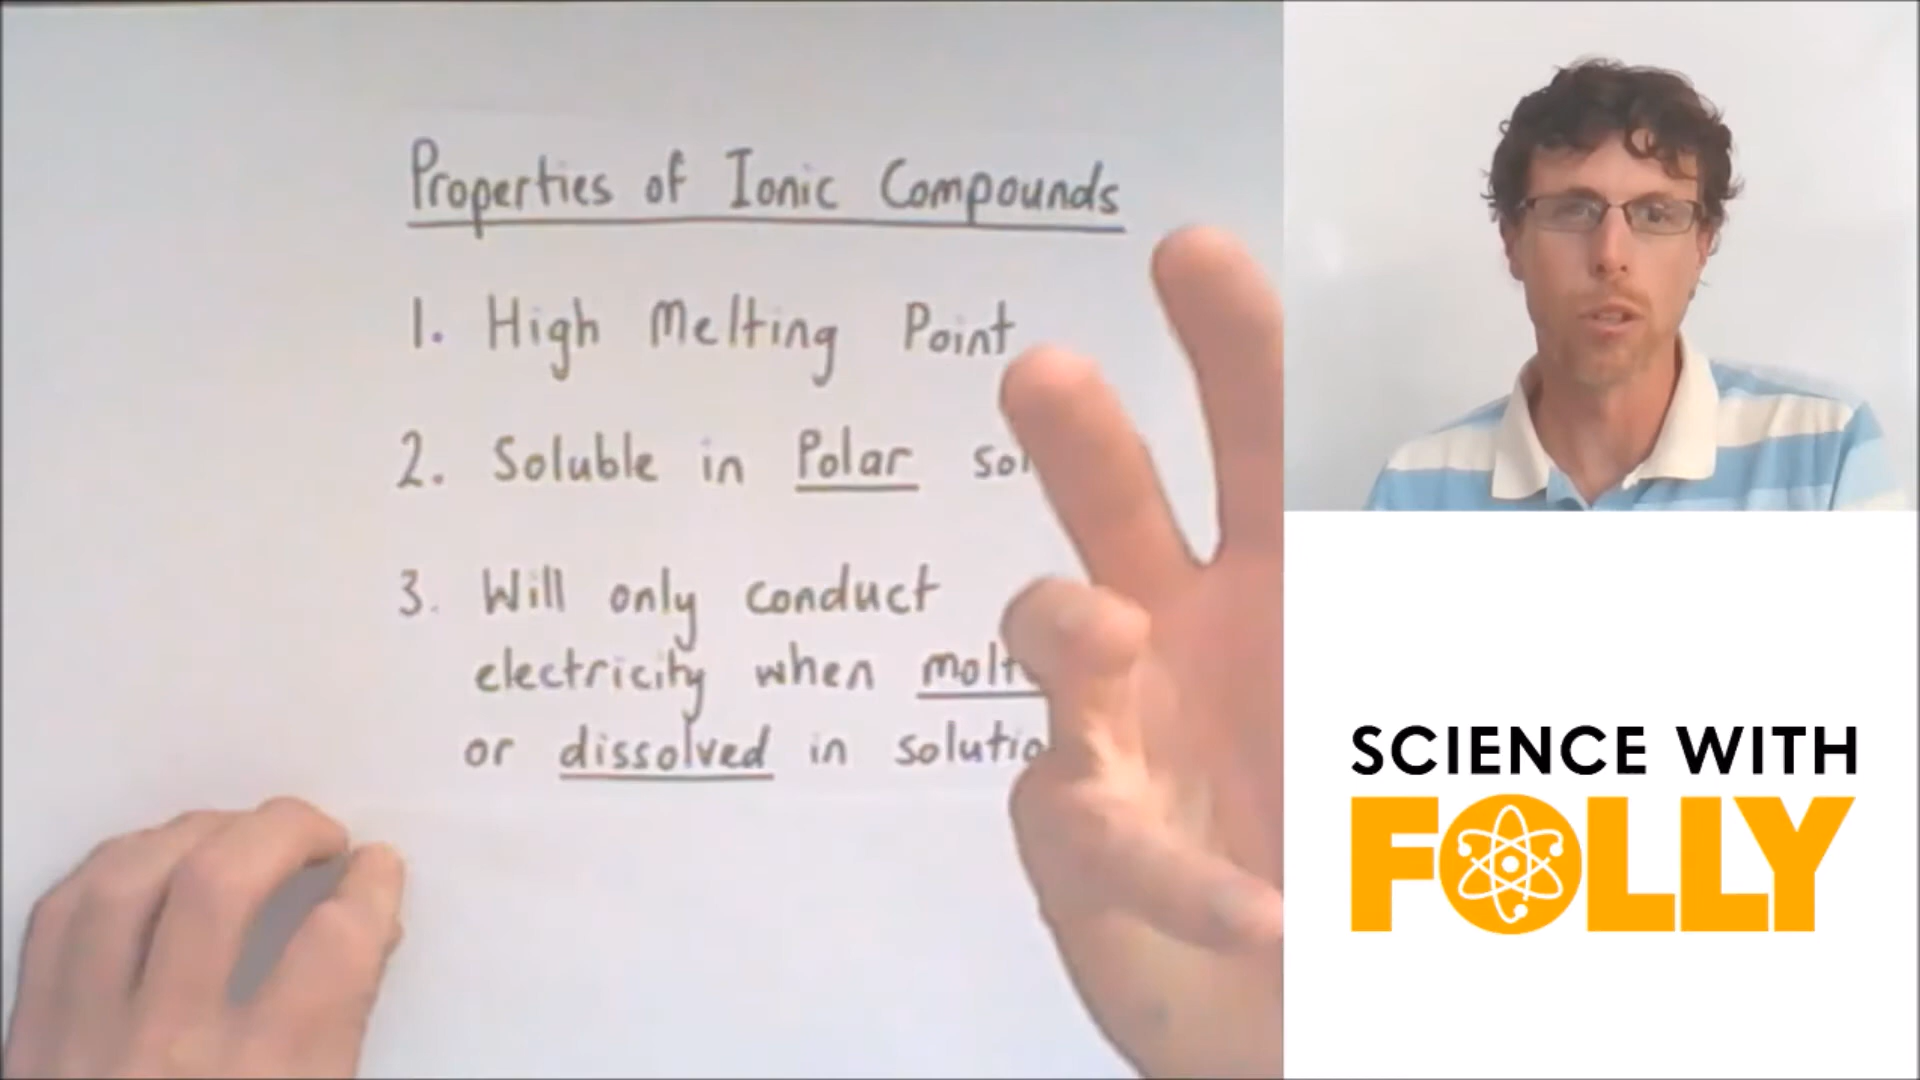 Properties of Ionic Compounds
1. High Melting Point
2. Soluble in Polar
3. Will only conduct
electricity when
or dissolved in
SCIENCE WITH
FOLLY